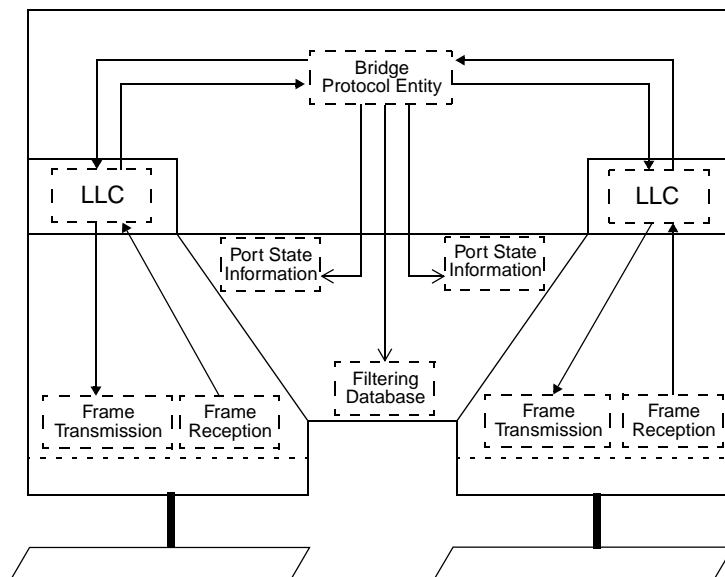 Bridge
Protocol Entity
LLC
LLC
Port State
Information
Port State
Information
Filtering
Database
Frame
Transmission
Frame
Reception
Frame
Transmission
Frame
Reception